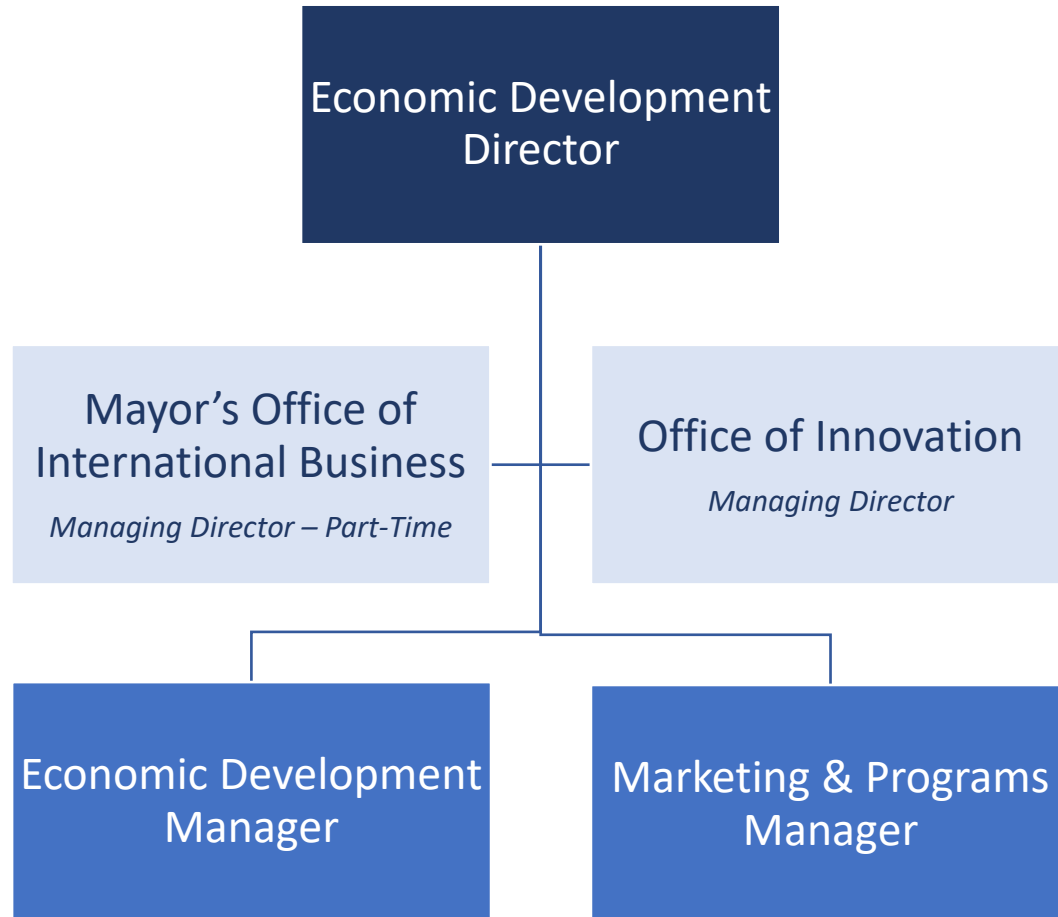 Economic Development
Director
Mayor’s Office of
International Business
Managing Director – Part-Time
Office of Innovation
Managing Director
Economic Development
Manager
Marketing & Programs
Manager